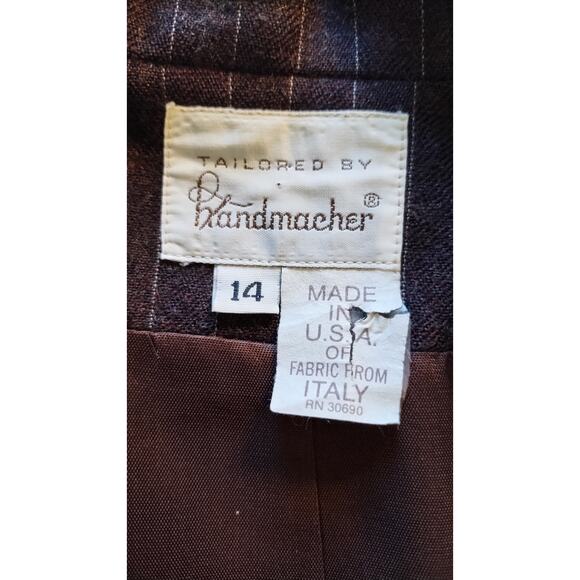 TAILORED BY
Handmacher®
14
MADE
IN
U.S.A.
OF
FABRIC FROM
ITALY
RN 30690